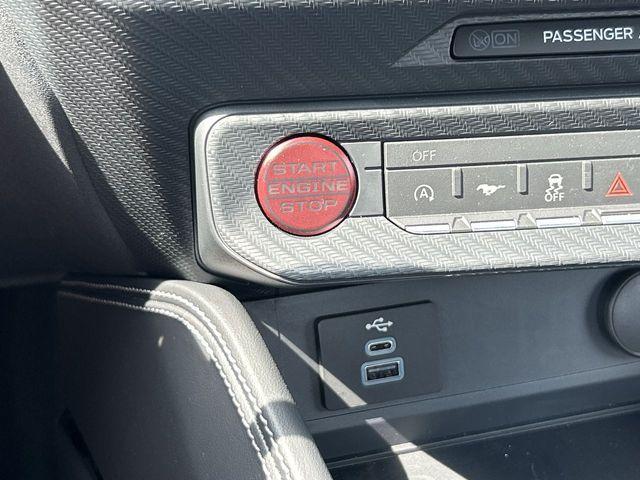 ON PASSENGER
START
ENGINE
STOP
OFF
A
OFF